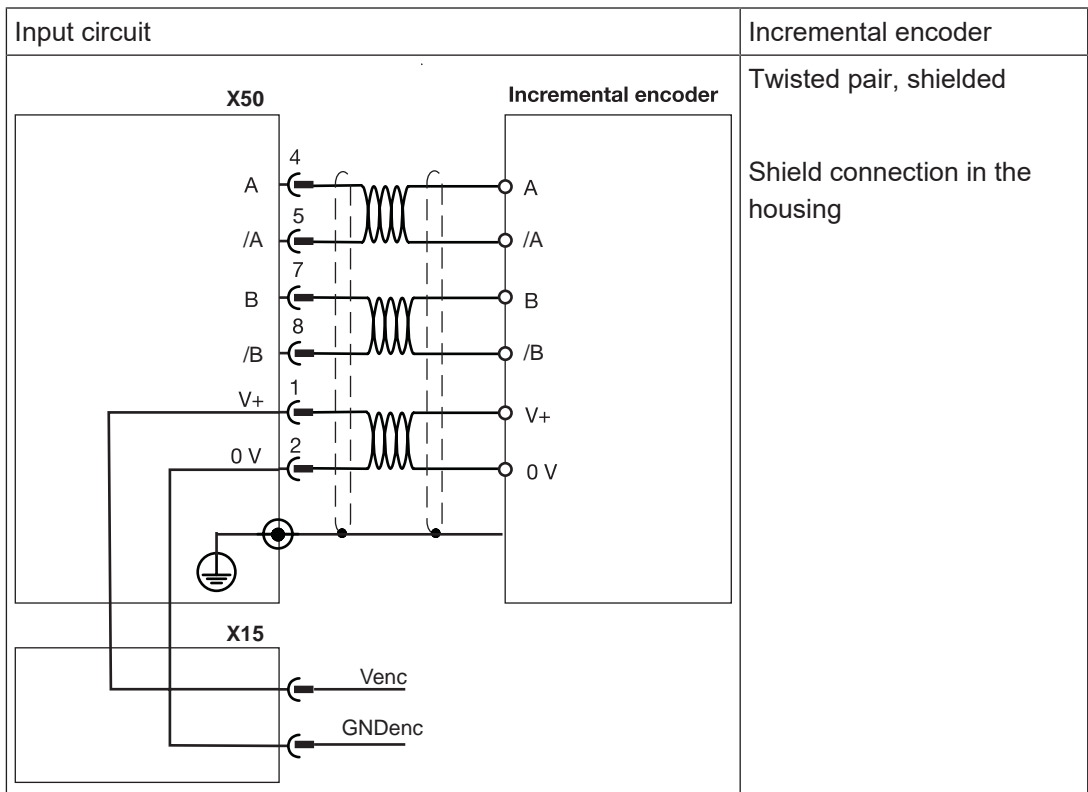 Input circuit
Incremental encoder
Twisted pair, shielded
Shield connection in the
housing
X50
Incremental encoder
4
A
A
5
/A
/A
7
B
B
8
/B
/B
1
V+
V+
2
0 V
0 V
X15
Venc
GNDenc